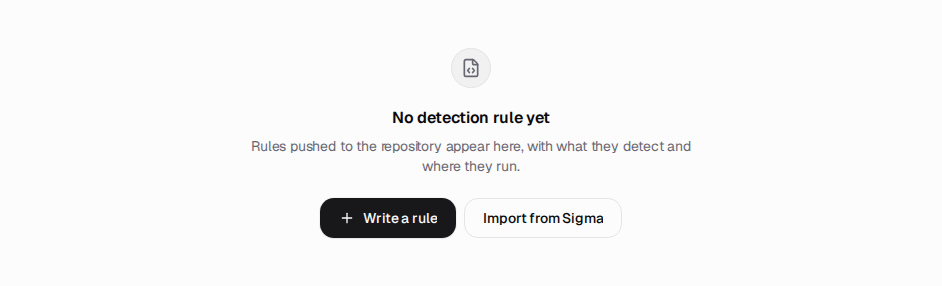 No detection rule yet
Rules pushed to the repository appear here, with what they detect and
where they run.
Write a rule
Import from Sigma